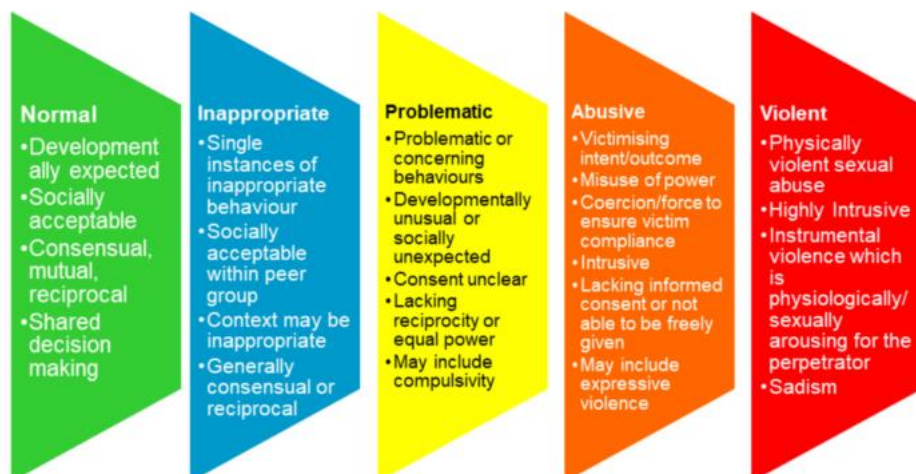 Normal
•Development
ally expected
•Socially
acceptable
•Consensual,
mutual,
reciprocal
•Shared
decision
making
Inappropriate
•Single
instances of
inappropriate
behaviour
•Socially
acceptable
within peer
group
•Context may be
inappropriate
•Generally
consensual or
reciprocal
Problematic
•Problematic or
concerning
behaviours
•Developmentally
unusual or
socially
unexpected
•Consent unclear
•Lacking
reciprocity or
equal power
•May include
compulsivity
Abusive
•Victimising
intent/outcome
•Misuse of power
•Coercion/force to
ensure victim
compliance
•Intrusive
•Lacking informed
consent or not
able to be freely
given
•May include
expressive
violence
Violent
•Physically
violent sexual
abuse
•Highly Intrusive
•Instrumental
violence which
is
physiologically/
sexually
arousing for the
perpetrator
•Sadism